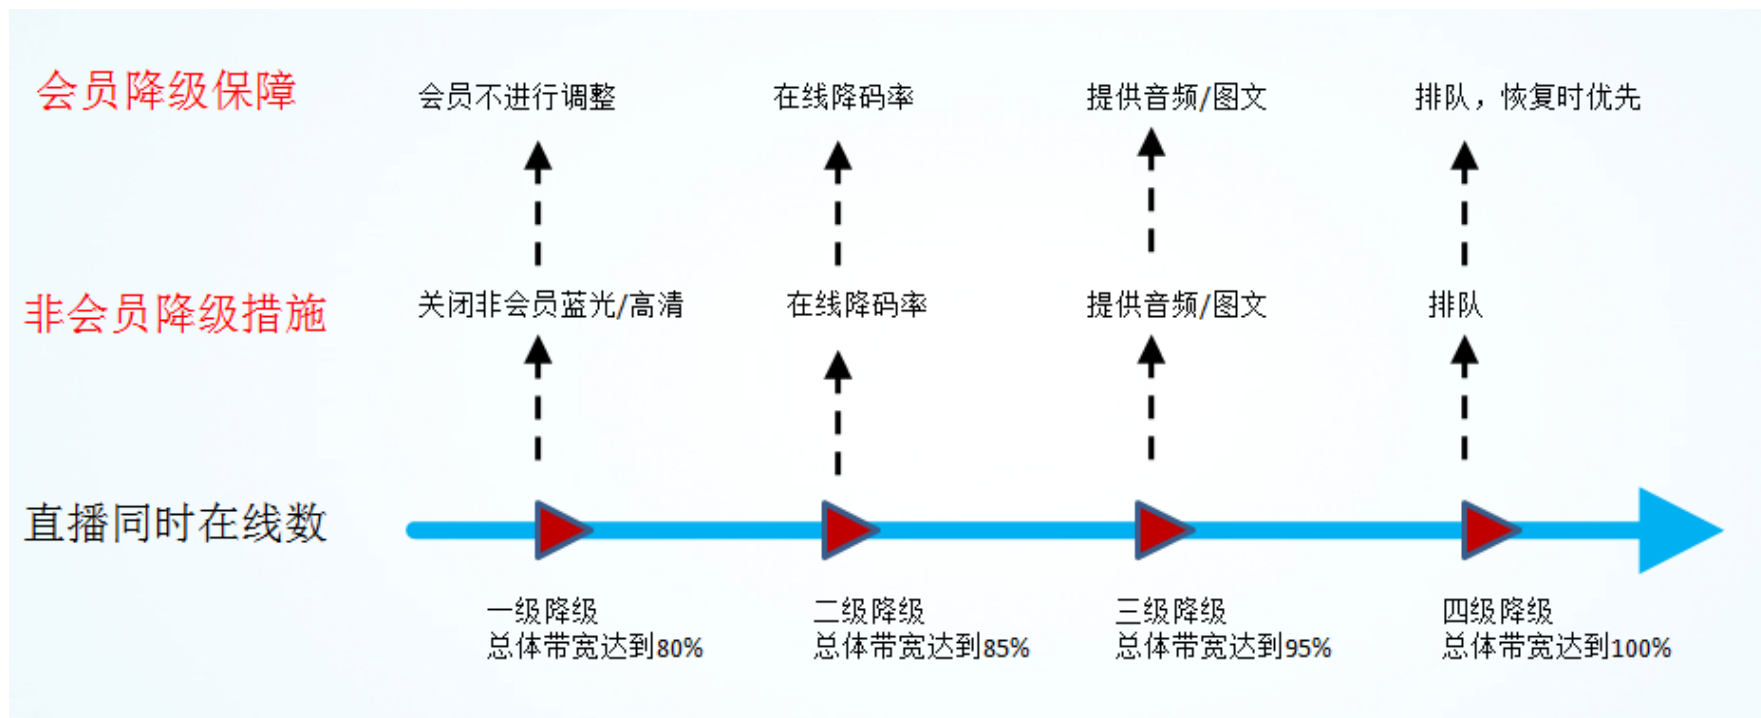 会员降级保障
会员不进行调整
在线降码率
提供音频/图文
排队，恢复时优先
非会员降级措施
关闭非会员蓝光/高清
在线降码率
提供音频/图文
排队
直播同时在线数
一级降级
总体带宽达到80%
二级降级
总体带宽达到85%
三级降级
总体带宽达到95%
四级降级
总体带宽达到100%